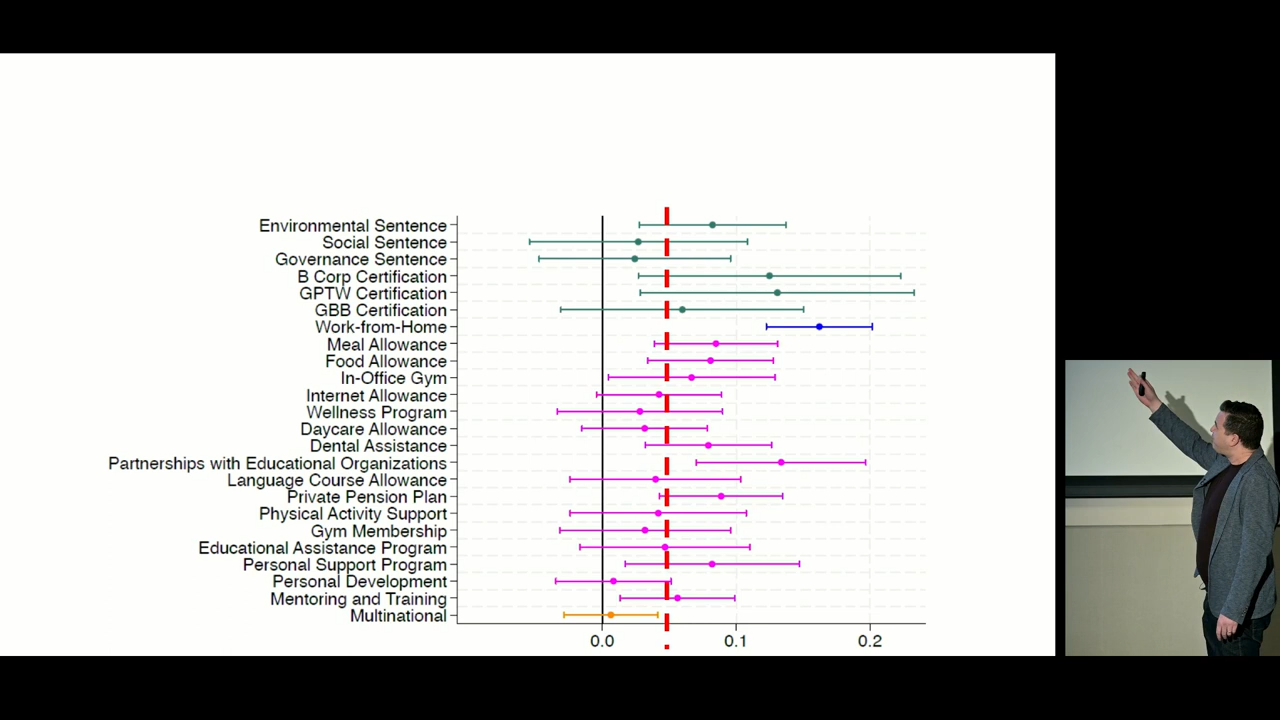 Environmental Sentence
Social Sentence
Governance Sentence
B Corp Certification
GPTW Certification
GBB Certification
Work-from-Home
Meal Allowance
Food Allowance
In-Office Gym
Internet Allowance
Wellness Program
Daycare Allowance
Dental Assistance
Partnerships with Educational Organizations
Language Course Allowance
Private Pension Plan
Physical Activity Support
Gym Membership
Educational Assistance Program
Personal Support Program
Personal Development
Mentoring and Training
Multinational
0.0 0.1 0.2